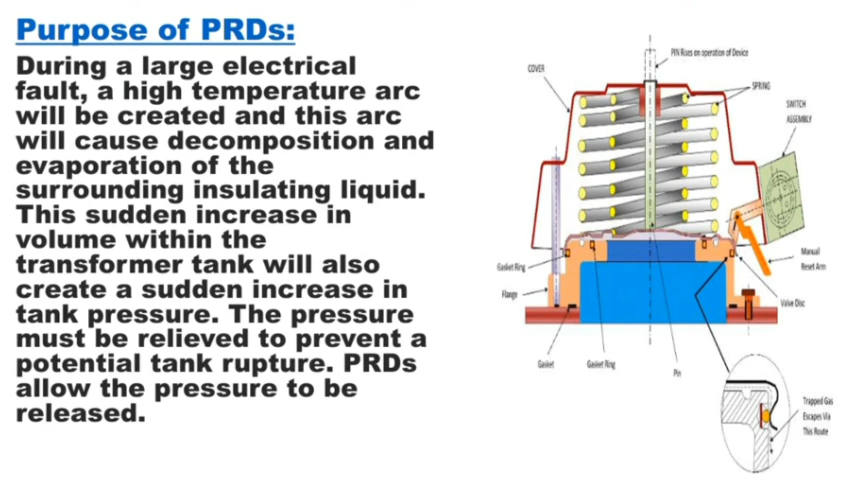 Purpose of PRDs:
During a large electrical
fault, a high temperature arc
will be created and this arc
will cause decomposition and
evaporation of the
surrounding insulating liquid.
This sudden increase in
volume within the
transformer tank will also
create a sudden increase in
tank pressure. The pressure
must be relieved to prevent a
potential tank rupture. PRDs
allow the pressure to be
released.
PIN Rises on operation of Device
COVER
SPRING
SWITCH
ASSEMBLY
Manual
Reset Arm
Gasket Ring
Flange
Valve Disc
Gasket
Gasket Ring
Pin
Trapped Gas
Escapes Via
This Route